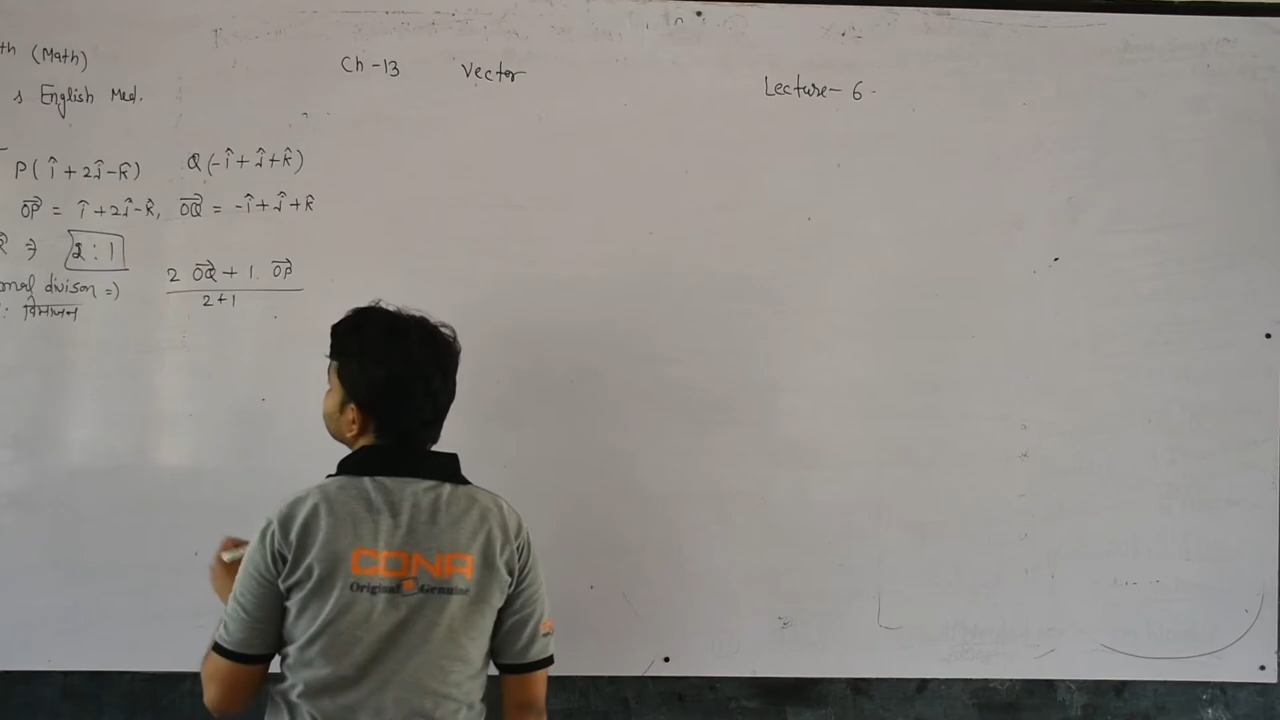 th (Math)
Ch-13 Vector
Lecture-6
English Med.
P(î + 2ĵ - k̂) Q(-î + ĵ + k̂)
OP⃗ = î + 2ĵ - k̂, OQ⃗ = -î + ĵ + k̂
R ⇒ 2 : 1
onal divison =)
2 OQ⃗ + 1. OP⃗
2+1
: विभाजन
CONA
Original Genuine